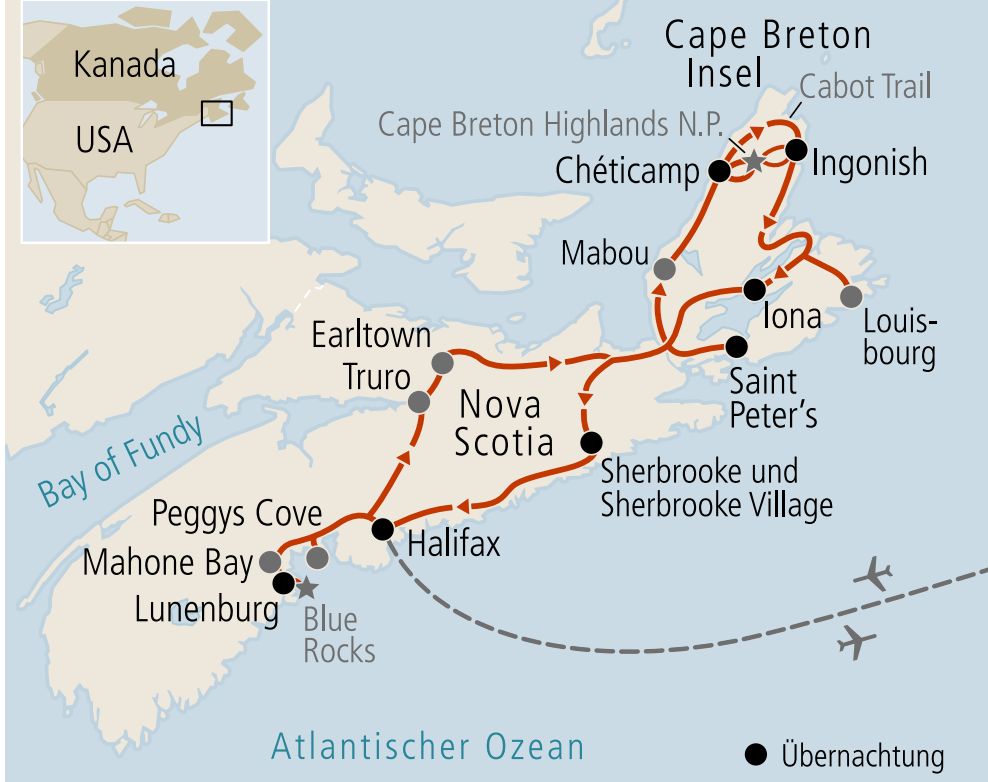 Kanada
USA
Cape Breton
Insel
Cabot Trail
Cape Breton Highlands N.P.
Chéticamp
Ingonish
Mabou
Iona
Louis-
bourg
Earltown
Truro
Saint
Peter's
Nova
Scotia
Bay of Fundy
Sherbrooke und
Sherbrooke Village
Peggys Cove
Halifax
Mahone Bay
Lunenburg
Blue
Rocks
Atlantischer Ozean
Übernachtung